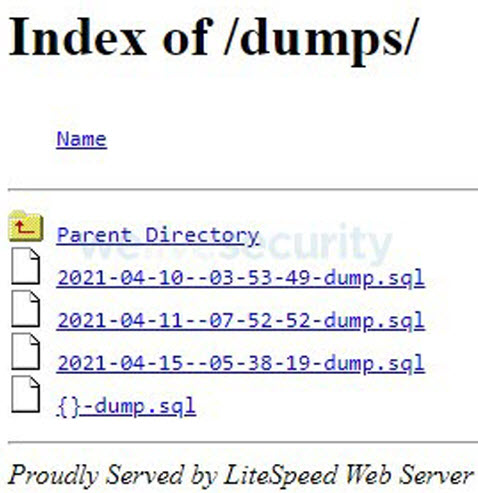 Index of /dumps/
Name
Parent Directory
welivesecurity
2021-04-10--03-53-49-dump.sql
2021-04-11--07-52-52-dump.sql
2021-04-15--05-38-19-dump.sql
{}-dump.sql
Proudly Served by LiteSpeed Web Server